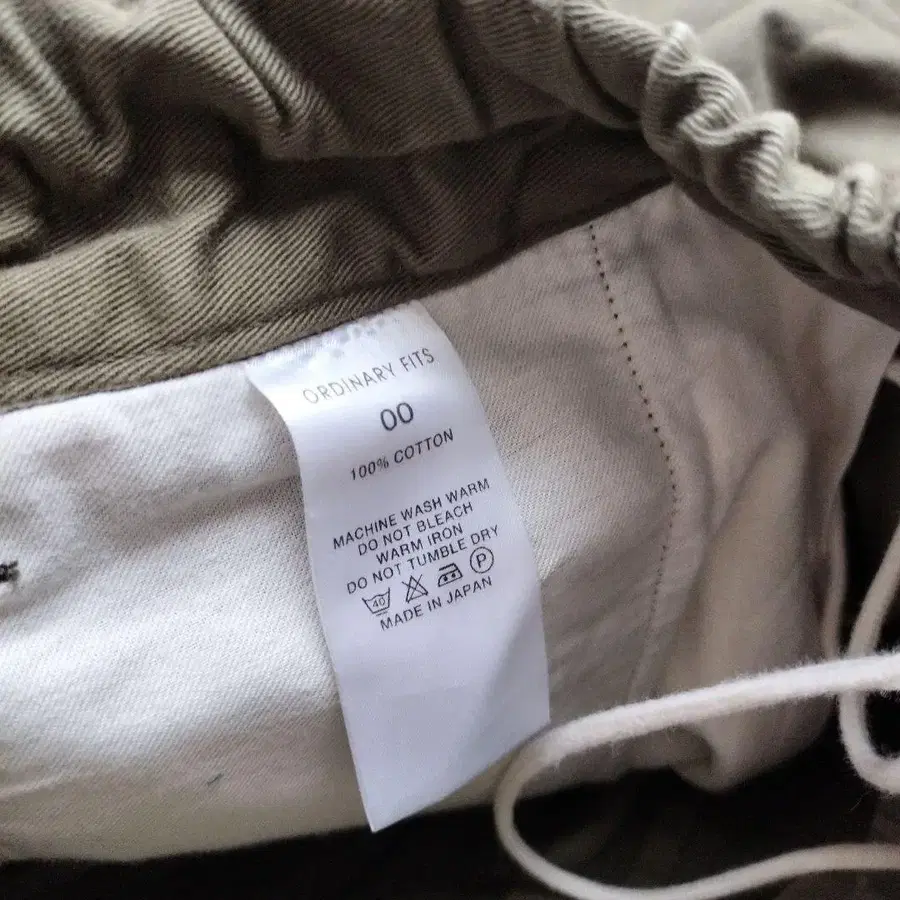 ORDINARY FITS
00
100% COTTON
MACHINE WASH WARM
DO NOT BLEACH
WARM IRON
DO NOT TUMBLE DRY
40 P
MADE IN JAPAN